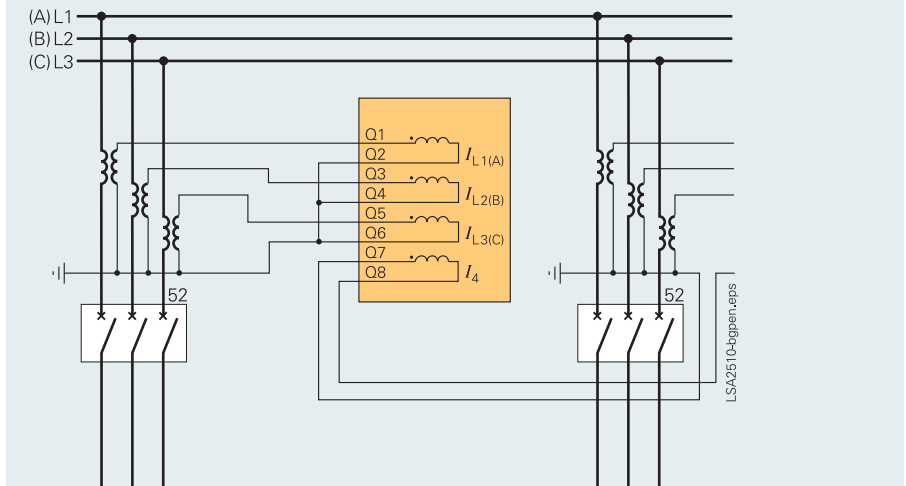 (A) L1
(B) L2
(C) L3
Q1
Q2
Q3
Q4
Q5
Q6
Q7
Q8
I L1(A)
I L2(B)
I L3(C)
I 4
52
52
LSA2510-bgpen.eps